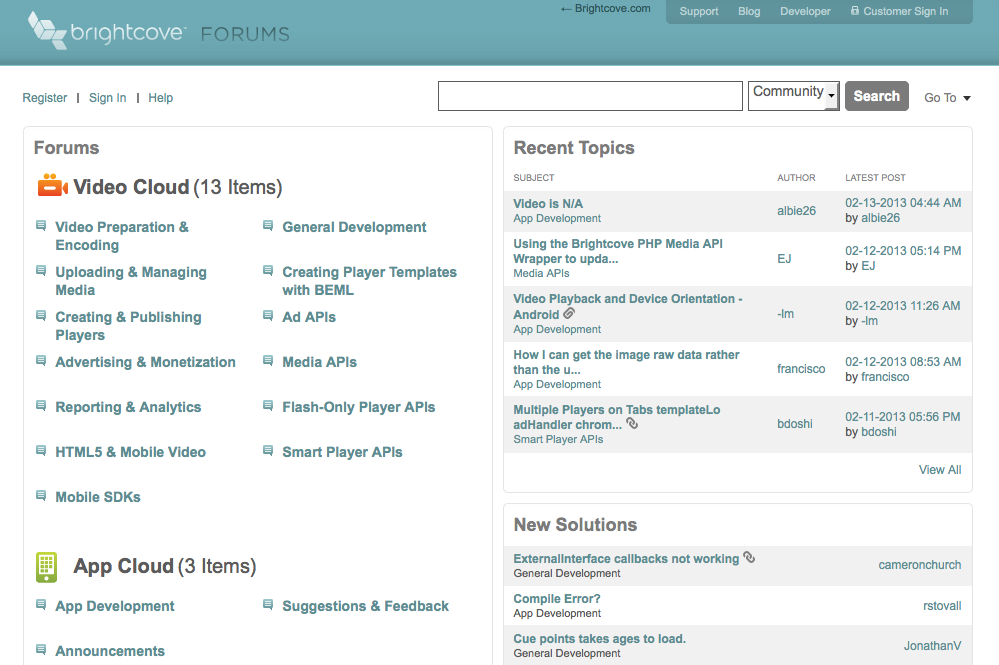 ← Brightcove.com
Support
Blog
Developer
Customer Sign In
brightcove FORUMS
Register | Sign In | Help
Community
Search
Go To
Forums
Video Cloud (13 Items)
Video Preparation &
Encoding
General Development
Uploading & Managing
Media
Creating Player Templates
with BEML
Creating & Publishing
Players
Ad APIs
Advertising & Monetization
Media APIs
Reporting & Analytics
Flash-Only Player APIs
HTML5 & Mobile Video
Smart Player APIs
Mobile SDKs
App Cloud (3 Items)
App Development
Suggestions & Feedback
Announcements
Recent Topics
SUBJECT AUTHOR LATEST POST
Video is N/A
App Development
albie26
02-13-2013 04:44 AM
by albie26
Using the Brightcove PHP Media API
Wrapper to upda...
Media APIs
EJ
02-12-2013 05:14 PM
by EJ
Video Playback and Device Orientation -
Android
App Development
-lm
02-12-2013 11:26 AM
by -lm
How I can get the image raw data rather
than the u...
App Development
francisco
02-12-2013 08:53 AM
by francisco
Multiple Players on Tabs templateLo
adHandler chrom...
Smart Player APIs
bdoshi
02-11-2013 05:56 PM
by bdoshi
View All
New Solutions
ExternalInterface callbacks not working
General Development
cameronchurch
Compile Error?
App Development
rstovall
Cue points takes ages to load.
General Development
JonathanV